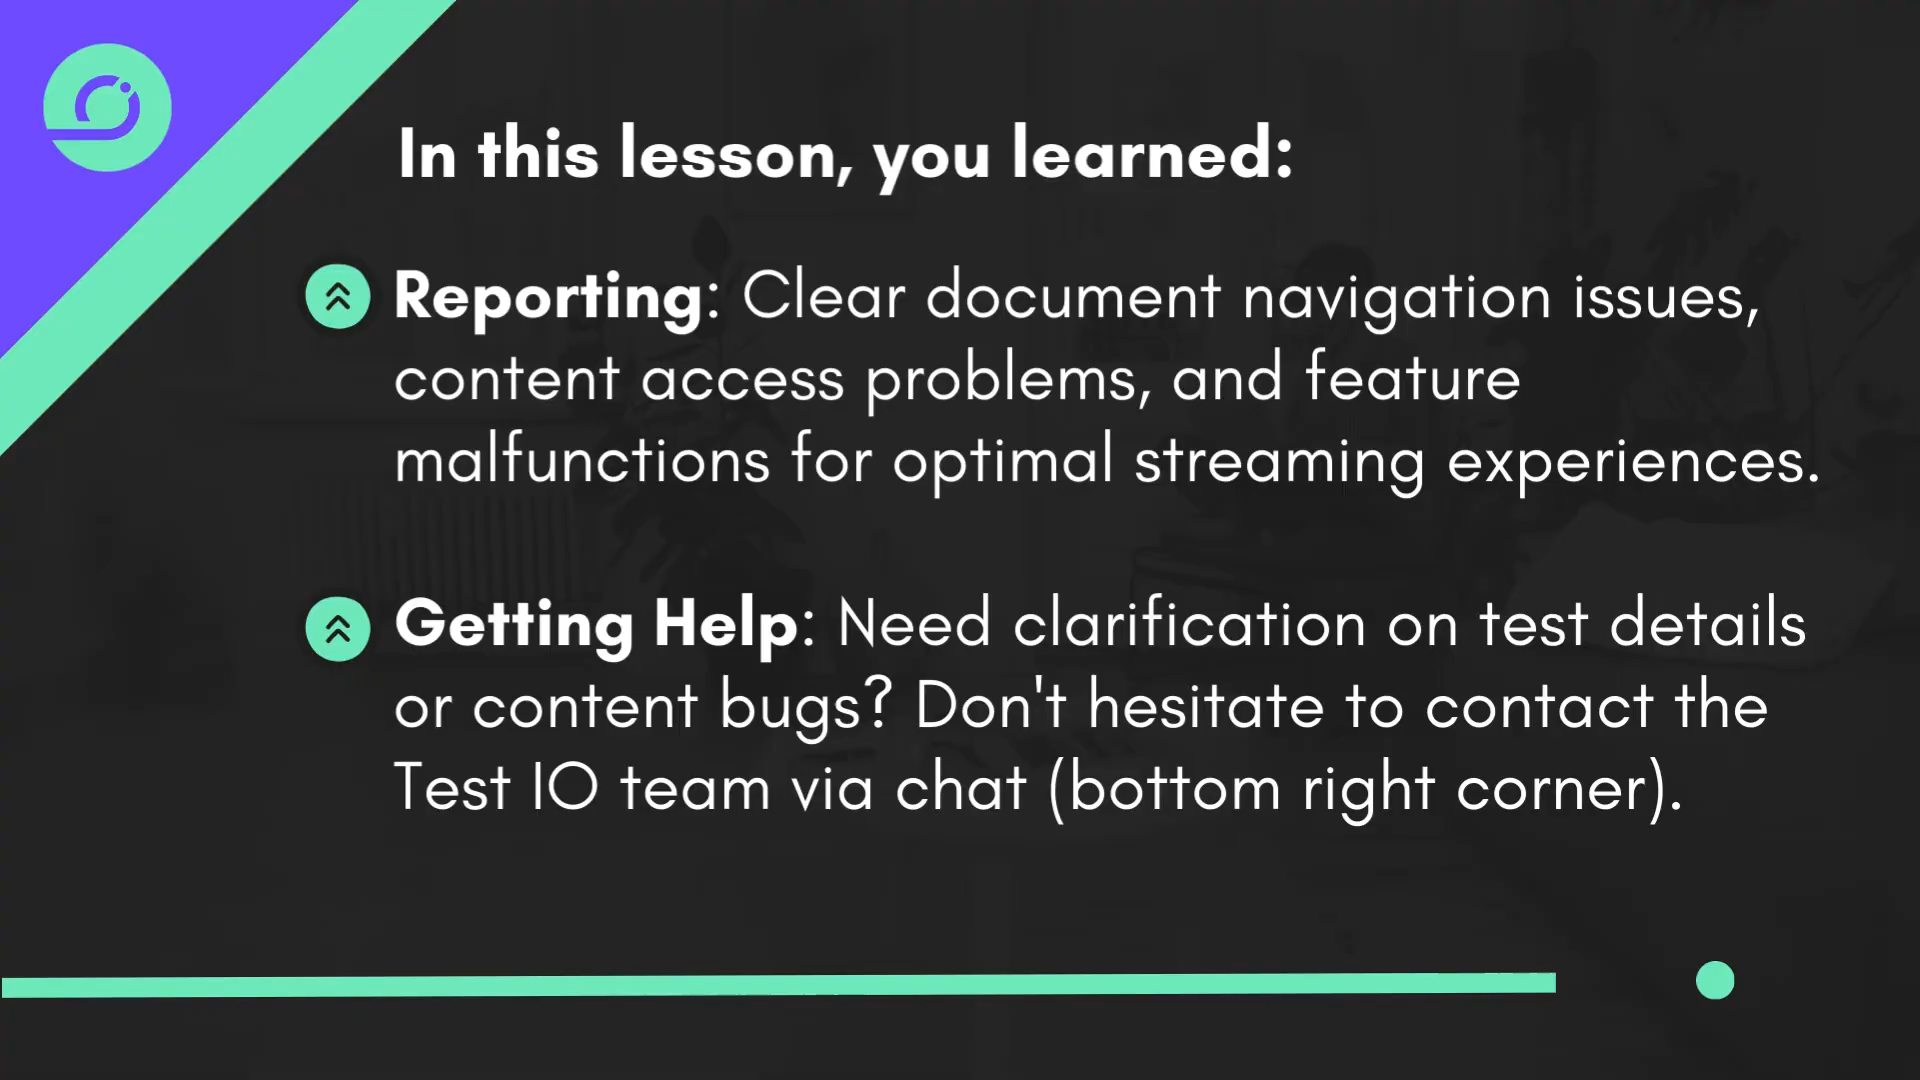 In this lesson, you learned:
Reporting: Clear document navigation issues,
content access problems, and feature
malfunctions for optimal streaming experiences.
Getting Help: Need clarification on test details
or content bugs? Don't hesitate to contact the
Test IO team via chat (bottom right corner).